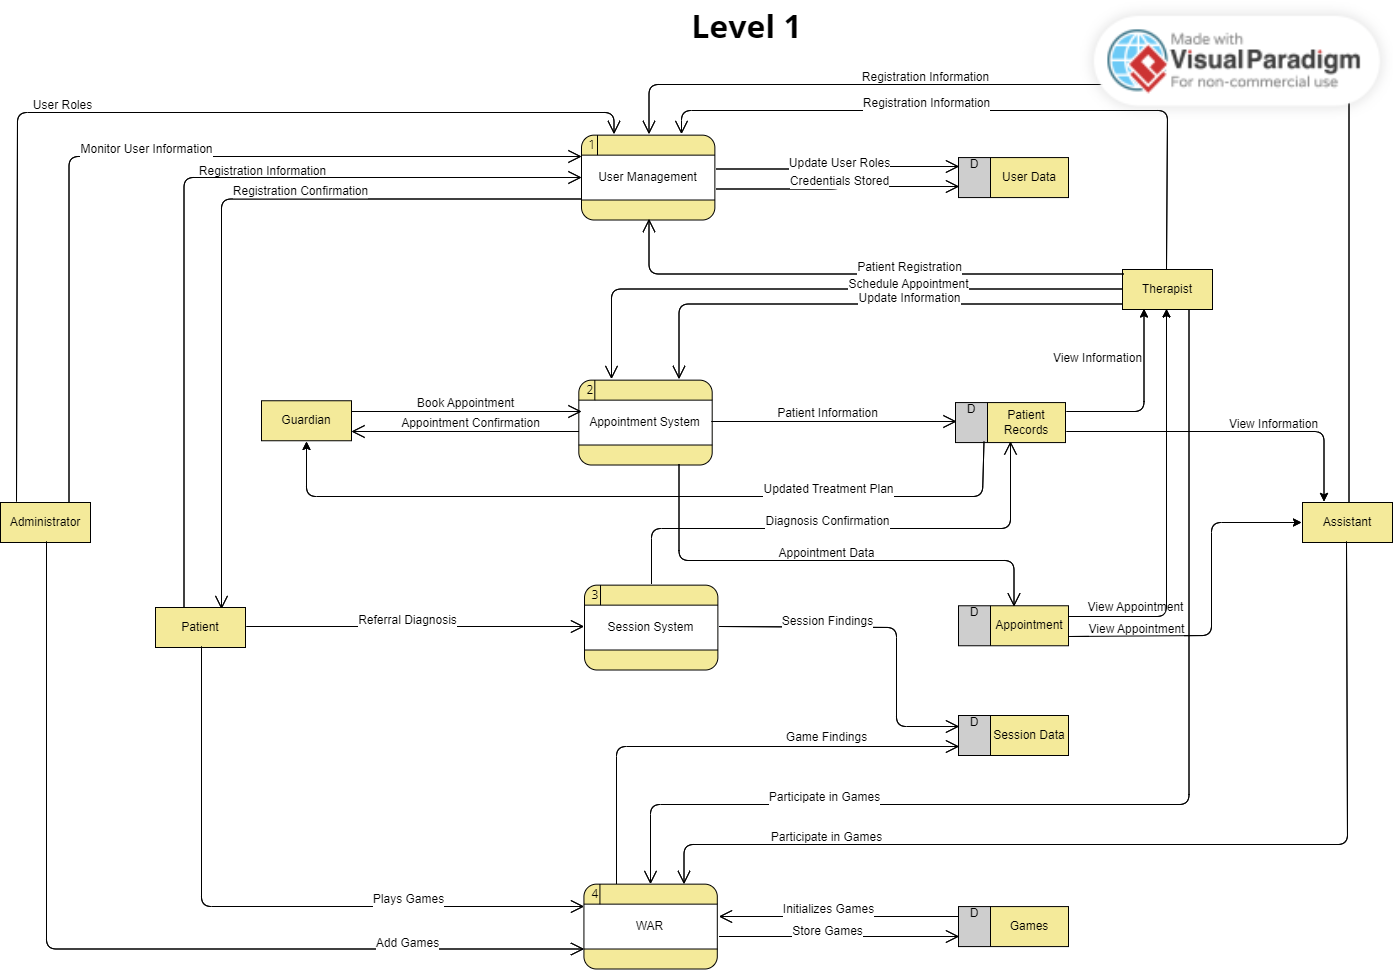 Level 1
Made with
Visual Paradigm
For non-commercial use
Registration Information
User Roles
Registration Information
1
Monitor User Information
Update User Roles
D
Registration Information
User Management
User Data
Credentials Stored
Registration Confirmation
Patient Registration
Schedule Appointment
Therapist
Update Information
View Information
2
Book Appointment
D
Patient
Records
Patient Information
Guardian
Appointment Confirmation
Appointment System
View Information
Updated Treatment Plan
Administrator
Diagnosis Confirmation
Assistant
Appointment Data
3
D
View Appointment
Patient
Referral Diagnosis
Session System
Session Findings
Appointment
View Appointment
D
Game Findings
Session Data
Participate in Games
Participate in Games
4
Plays Games
Initializes Games
D
WAR
Games
Store Games
Add Games